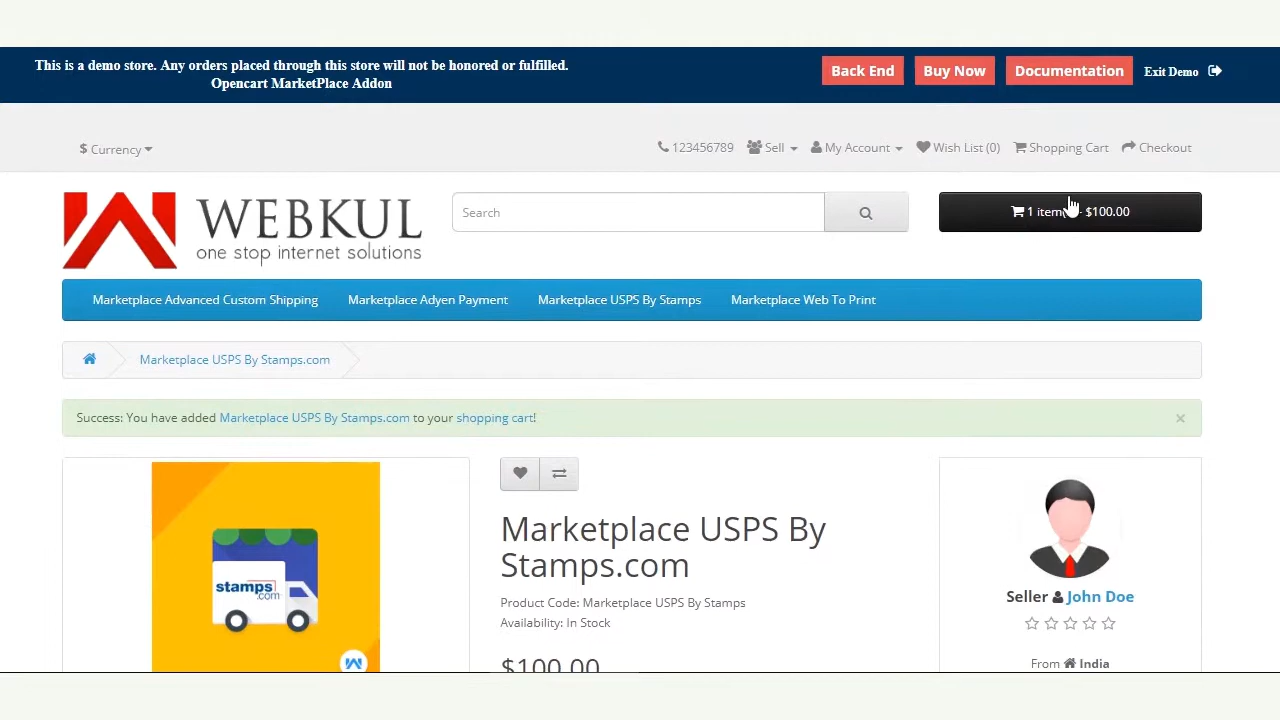 This is a demo store. Any orders placed through this store will not be honored or fulfilled.
Opencart MarketPlace Addon
Back End
Buy Now
Documentation
Exit Demo
$ Currency
123456789
Sell
My Account
Wish List (0)
Shopping Cart
Checkout
WEBKUL
one stop internet solutions
Search
1 item - $100.00
Marketplace Advanced Custom Shipping
Marketplace Adyen Payment
Marketplace USPS By Stamps
Marketplace Web To Print
Marketplace USPS By Stamps.com
Success: You have added Marketplace USPS By Stamps.com to your shopping cart!
×
stamps
.com
Marketplace USPS By
Stamps.com
Product Code: Marketplace USPS By Stamps
Availability: In Stock
$100.00
Seller John Doe
From India